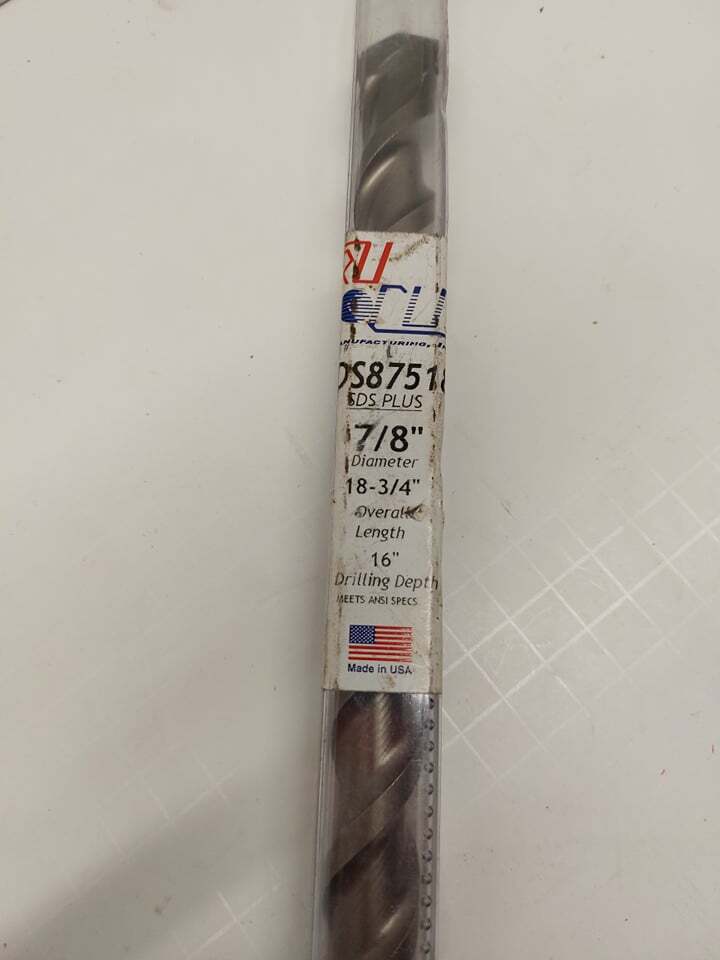 DS87518
SDS PLUS
7/8"
Diameter
18-3/4"
Overall
Length
16"
Drilling Depth
MEETS ANSI SPECS
Made in USA